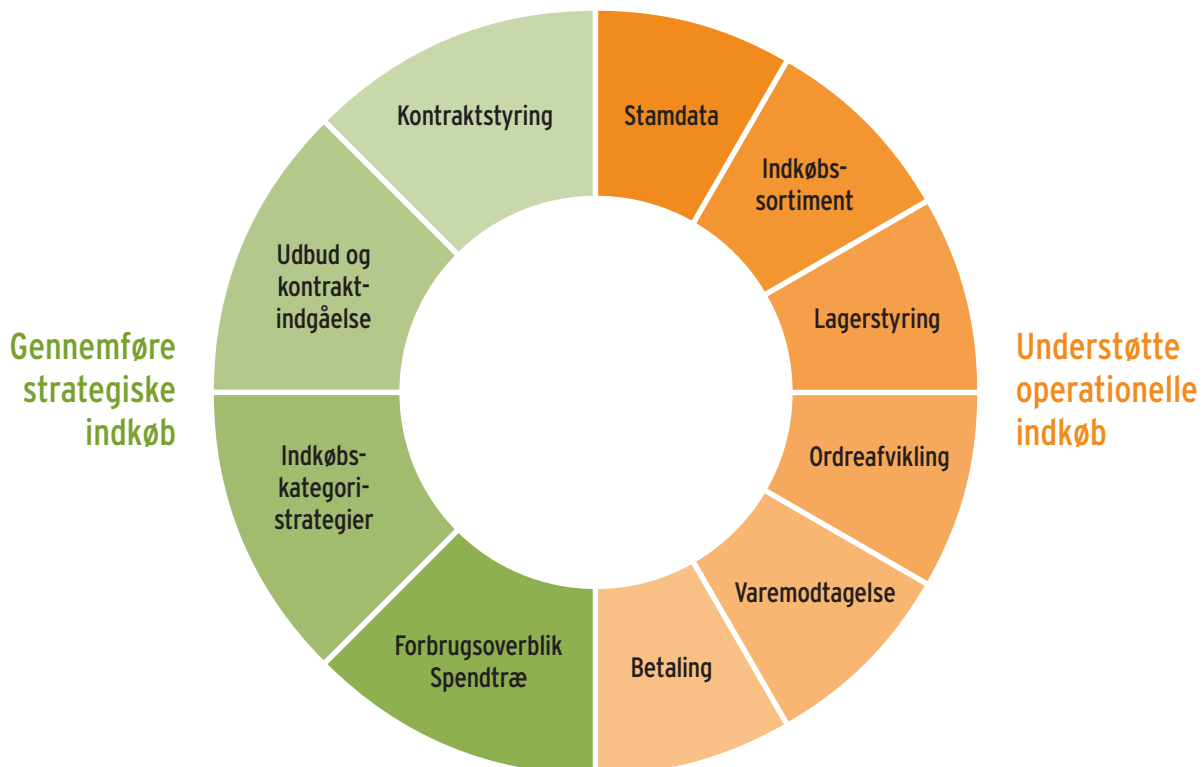 Kontraktstyring
Stamdata
Indkøbs-
sortiment
Udbud og
kontrakt-
indgåelse
Lagerstyring
Gennemføre
strategiske
indkøb
Understøtte
operationelle
indkøb
Indkøbs-
kategori-
strategier
Ordreafvikling
Varemodtagelse
Forbrugsoverblik
Spendtræ
Betaling